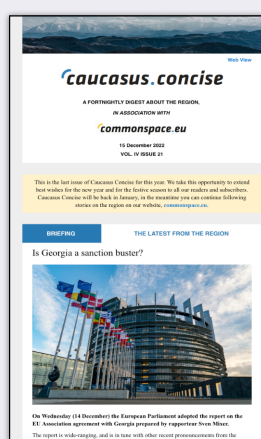 Web View
caucasus.concise
A FORTNIGHTLY DIGEST ABOUT THE REGION,
IN ASSOCIATION WITH
commonspace.eu
15 December 2022
VOL. IV ISSUE 21
This is the last issue of Caucasus Concise for this year. We take this opportunity to extend
best wishes for the new year and for the festive season to all our readers and subscribers.
Caucasus Concise will be back in January, in the meantime you can continue following
stories on the region on our website, commonspace.eu.
BRIEFING
THE LATEST FROM THE REGION
Is Georgia a sanction buster?
On Wednesday (14 December) the European Parliament adopted the report on the
EU Association agreement with Georgia prepared by rapporteur Sven Mixer.
The report is wide-ranging, and is in tune with other recent pronouncements from the